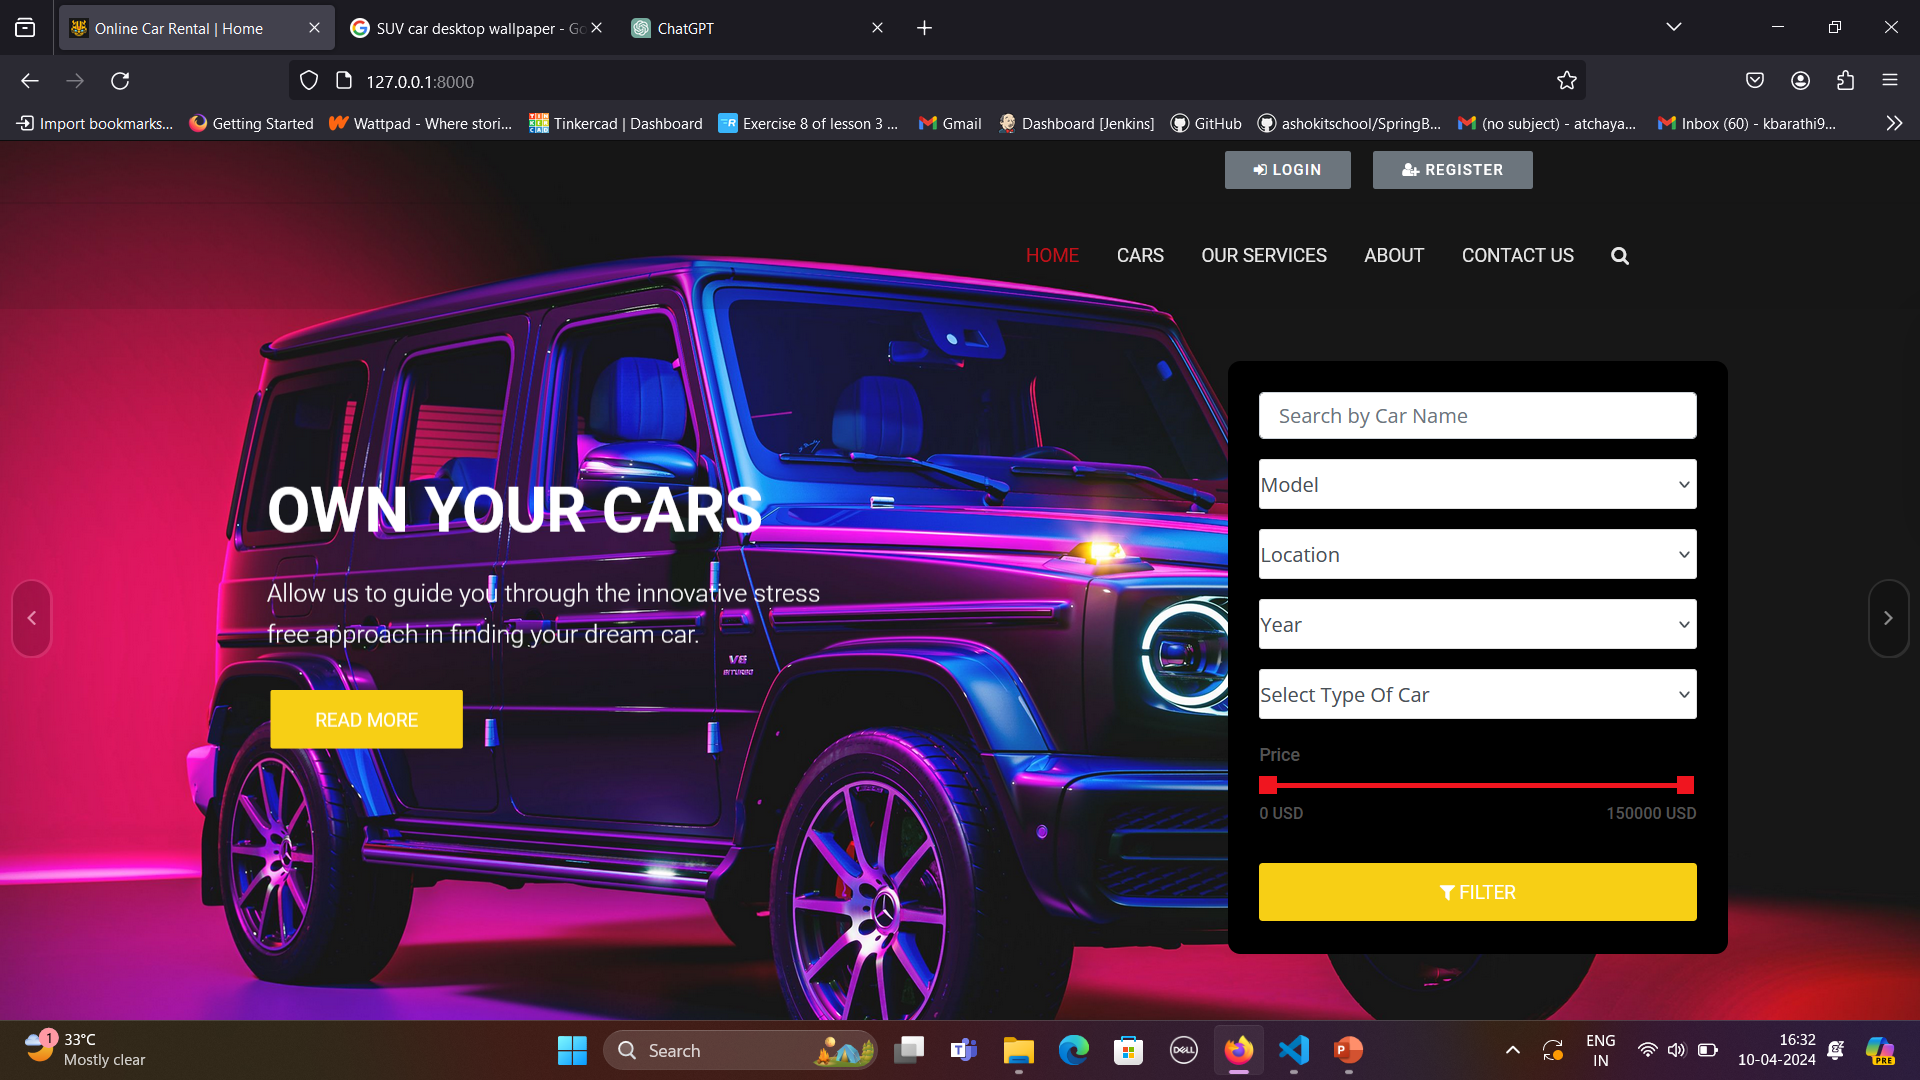 Online Car Rental | Home
SUV car desktop wallpaper - Go
ChatGPT
127.0.0.1:8000
Import bookmarks...
Getting Started
Wattpad - Where stori...
Tinkercad | Dashboard
Exercise 8 of lesson 3 ...
Gmail
Dashboard [Jenkins]
GitHub
ashokitschool/SpringB...
(no subject) - atchaya...
Inbox (60) - kbarathi9...
LOGIN
REGISTER
HOME
CARS
OUR SERVICES
ABOUT
CONTACT US
Search by Car Name
Model
OWN YOUR CARS
Location
Allow us to guide you through the innovative stress
free approach in finding your dream car.
Year
V8
BITURBO
Select Type Of Car
READ MORE
Price
0 USD
150000 USD
FILTER
1
33°C
Mostly clear
Search
DELL
ENG
IN
16:32
10-04-2024
PRE